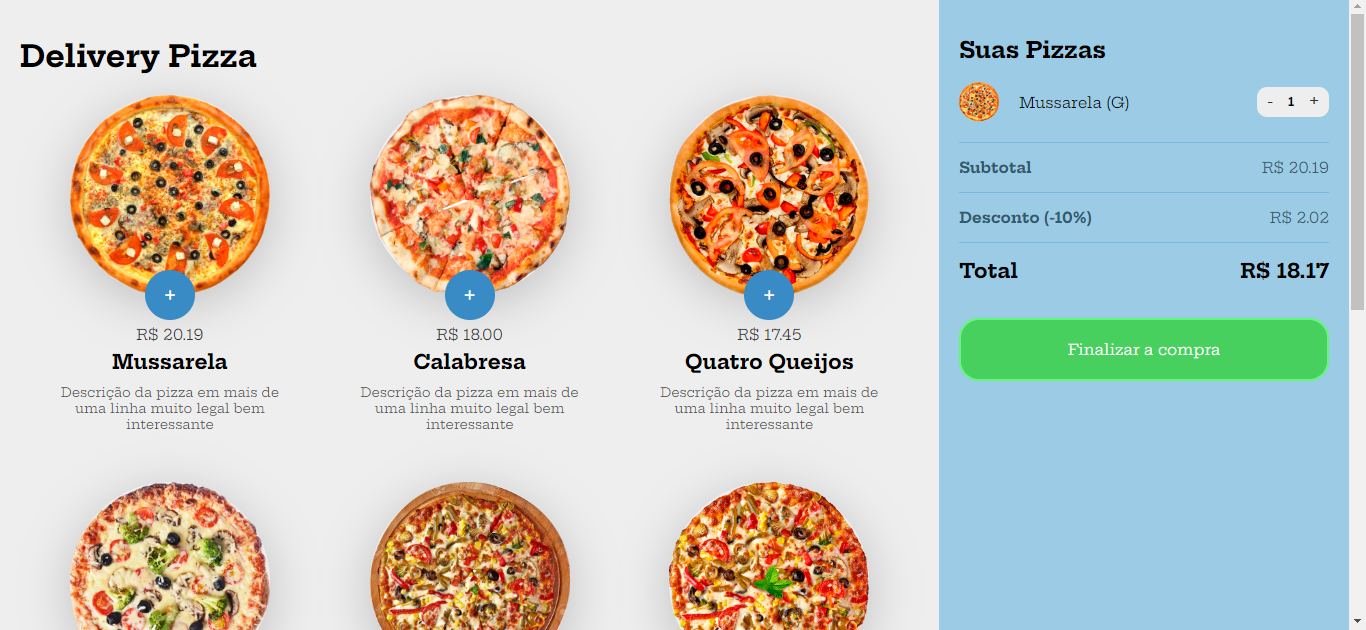 Delivery Pizza
+
R$ 20.19
Mussarela
Descrição da pizza em mais de
uma linha muito legal bem
interessante
+
R$ 18.00
Calabresa
Descrição da pizza em mais de
uma linha muito legal bem
interessante
+
R$ 17.45
Quatro Queijos
Descrição da pizza em mais de
uma linha muito legal bem
interessante
Suas Pizzas
Mussarela (G) - 1 +
Subtotal R$ 20.19
Desconto (-10%) R$ 2.02
Total R$ 18.17
Finalizar a compra